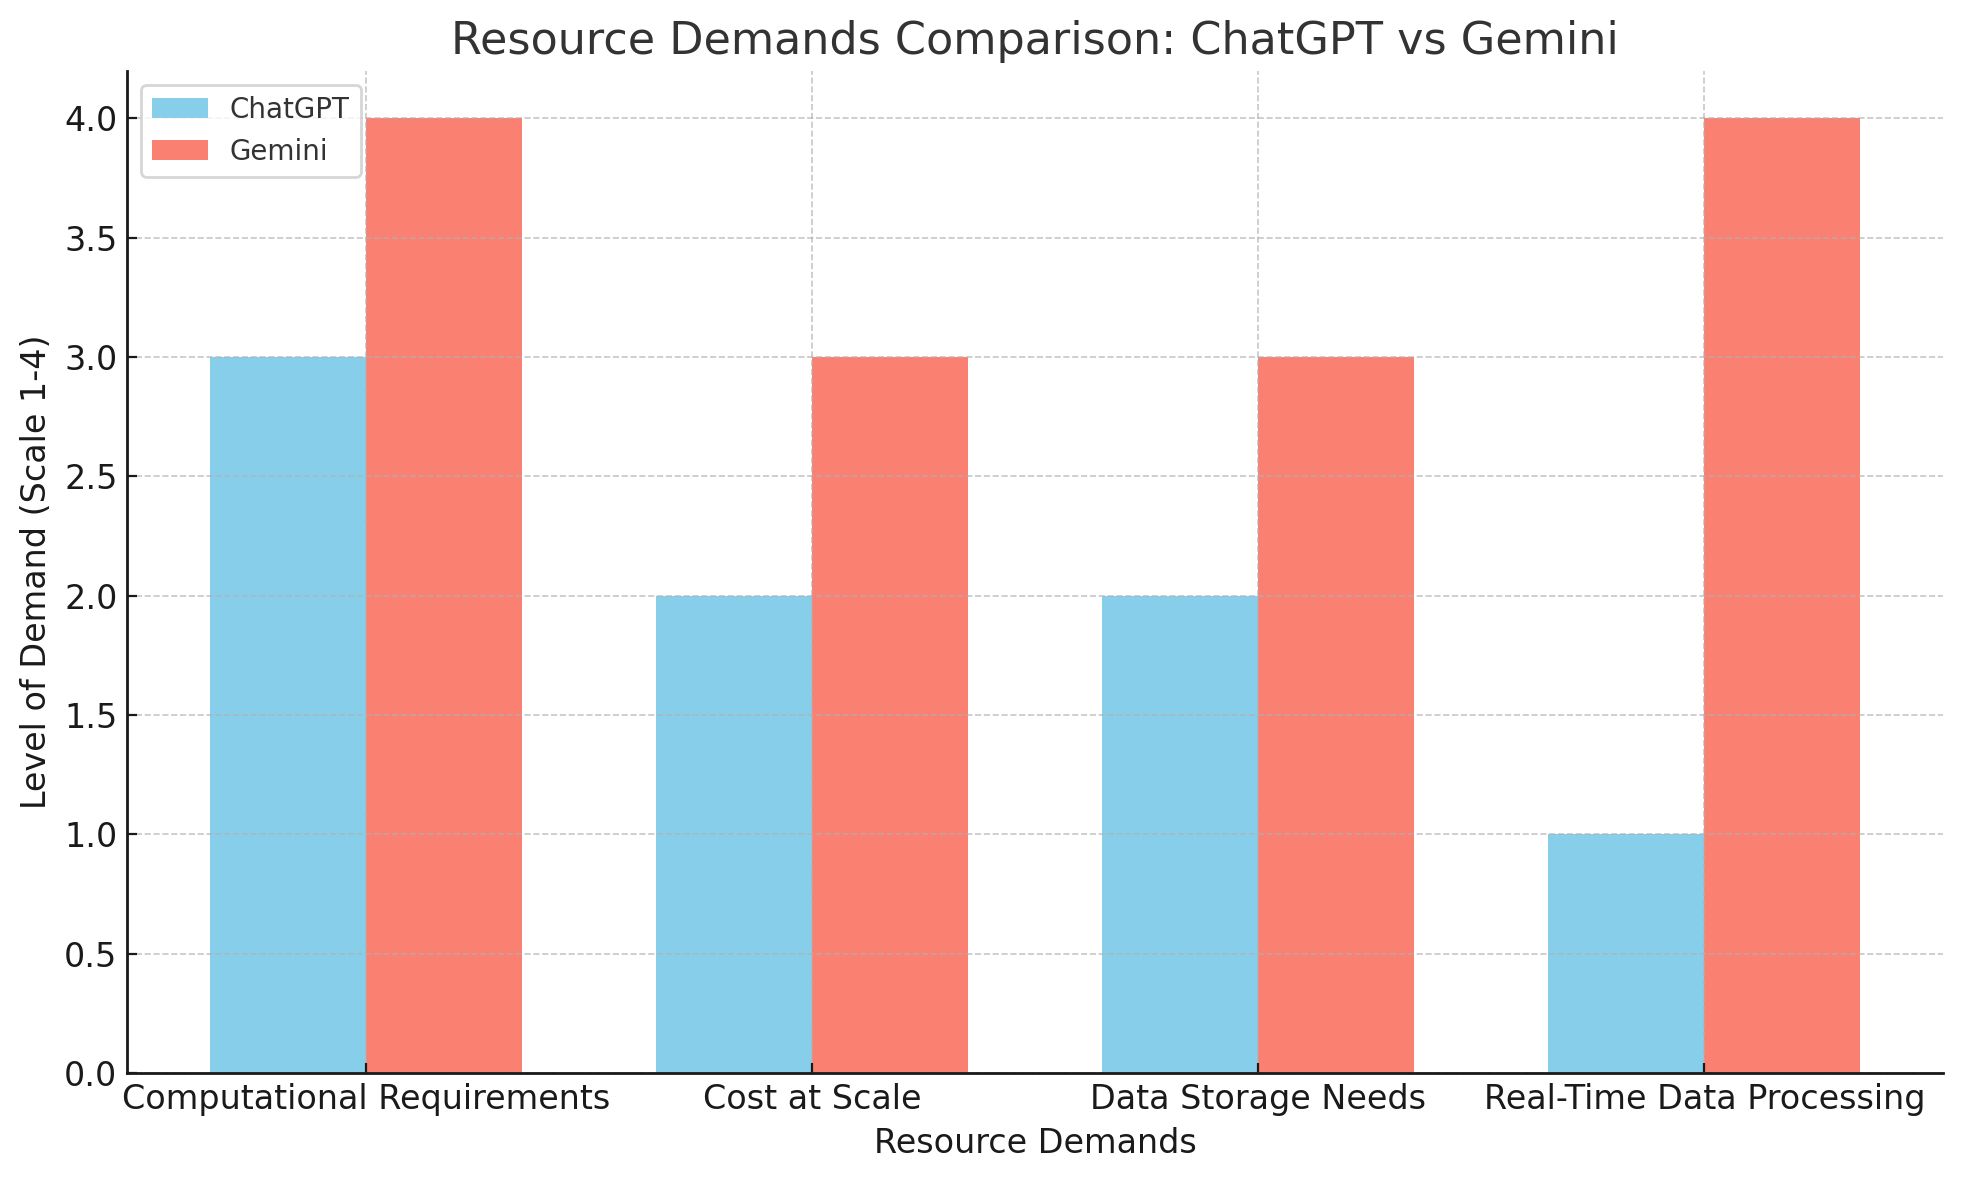 Resource Demands Comparison: ChatGPT vs Gemini
ChatGPT
Gemini
Level of Demand (Scale 1-4)
4.0
3.5
3.0
2.5
2.0
1.5
1.0
0.5
0.0
Computational Requirements Cost at Scale Data Storage Needs Real-Time Data Processing
Resource Demands